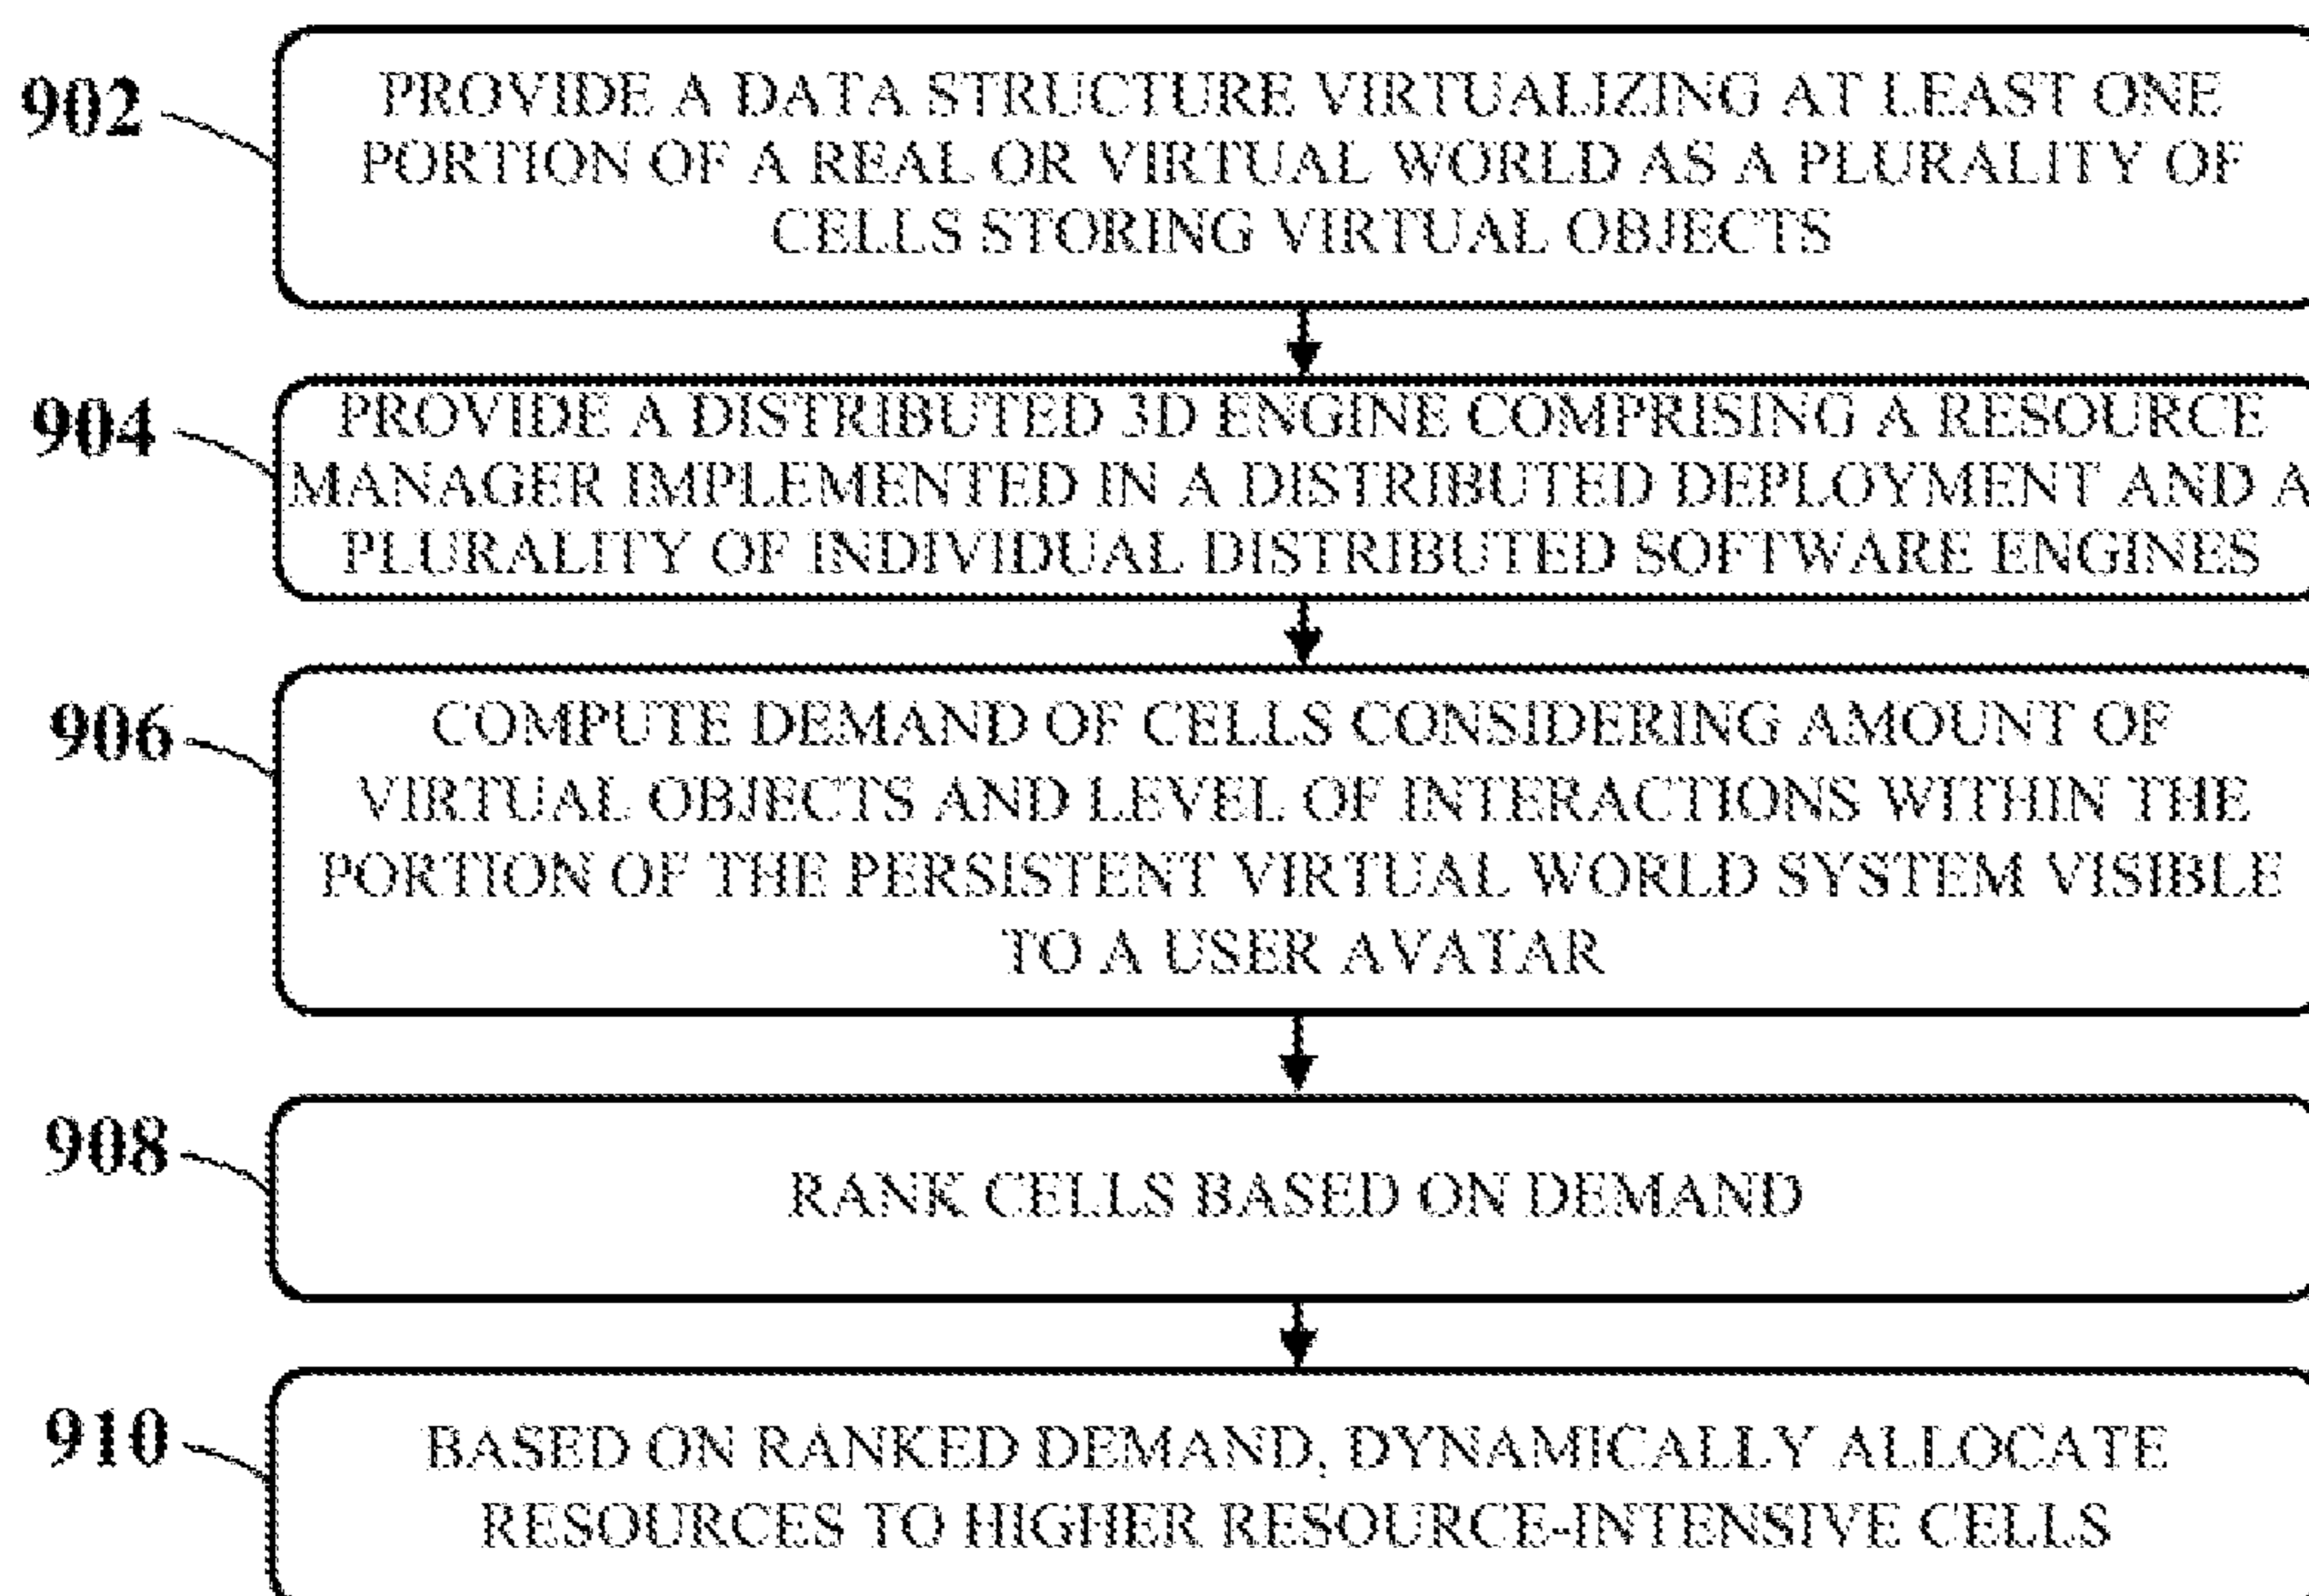 902
PROVIDE A DATA STRUCTURE VIRTUALIZING AT LEAST ONE
PORTION OF A REAL OR VIRTUAL WORLD AS A PLURALITY OF
CELLS STORING VIRTUAL OBJECTS
904
PROVIDE A DISTRIBUTED 3D ENGINE COMPRISING A RESOURCE
MANAGER IMPLEMENTED IN A DISTRIBUTED DEPLOYMENT AND A
PLURALITY OF INDIVIDUAL DISTRIBUTED SOFTWARE ENGINES
906
COMPUTE DEMAND OF CELLS CONSIDERING AMOUNT OF
VIRTUAL OBJECTS AND LEVEL OF INTERACTIONS WITHIN THE
PORTION OF THE PERSISTENT VIRTUAL WORLD SYSTEM VISIBLE
TO A USER AVATAR
908
RANK CELLS BASED ON DEMAND
910
BASED ON RANKED DEMAND, DYNAMICALLY ALLOCATE
RESOURCES TO HIGHER RESOURCE-INTENSIVE CELLS